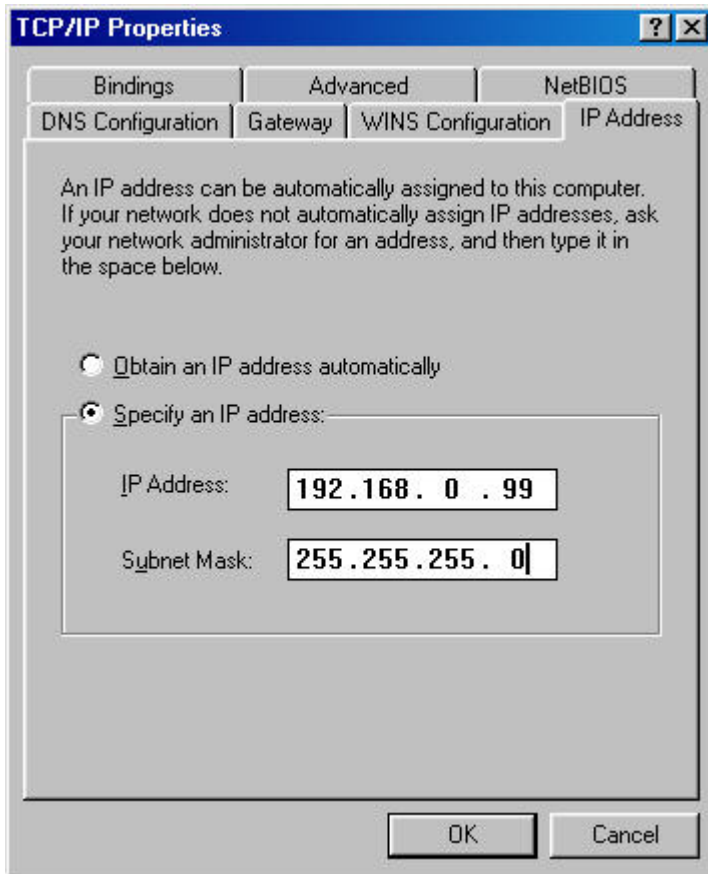 TCP/IP Properties
Bindings Advanced NetBIOS
DNS Configuration Gateway WINS Configuration IP Address
An IP address can be automatically assigned to this computer.
If your network does not automatically assign IP addresses, ask
your network administrator for an address, and then type it in
the space below.
Obtain an IP address automatically
Specify an IP address:
IP Address: 192.168. 0 . 99
Subnet Mask: 255.255.255. 0
OK Cancel